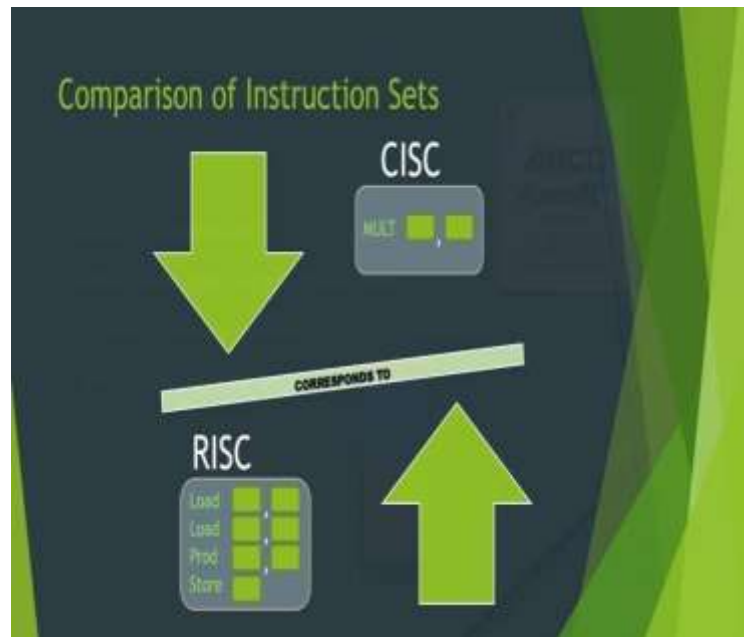 Comparison of Instruction Sets
CISC
MULT ,
CORRESPONDS TO
RISC
Load ,
Load ,
Prod ,
Store